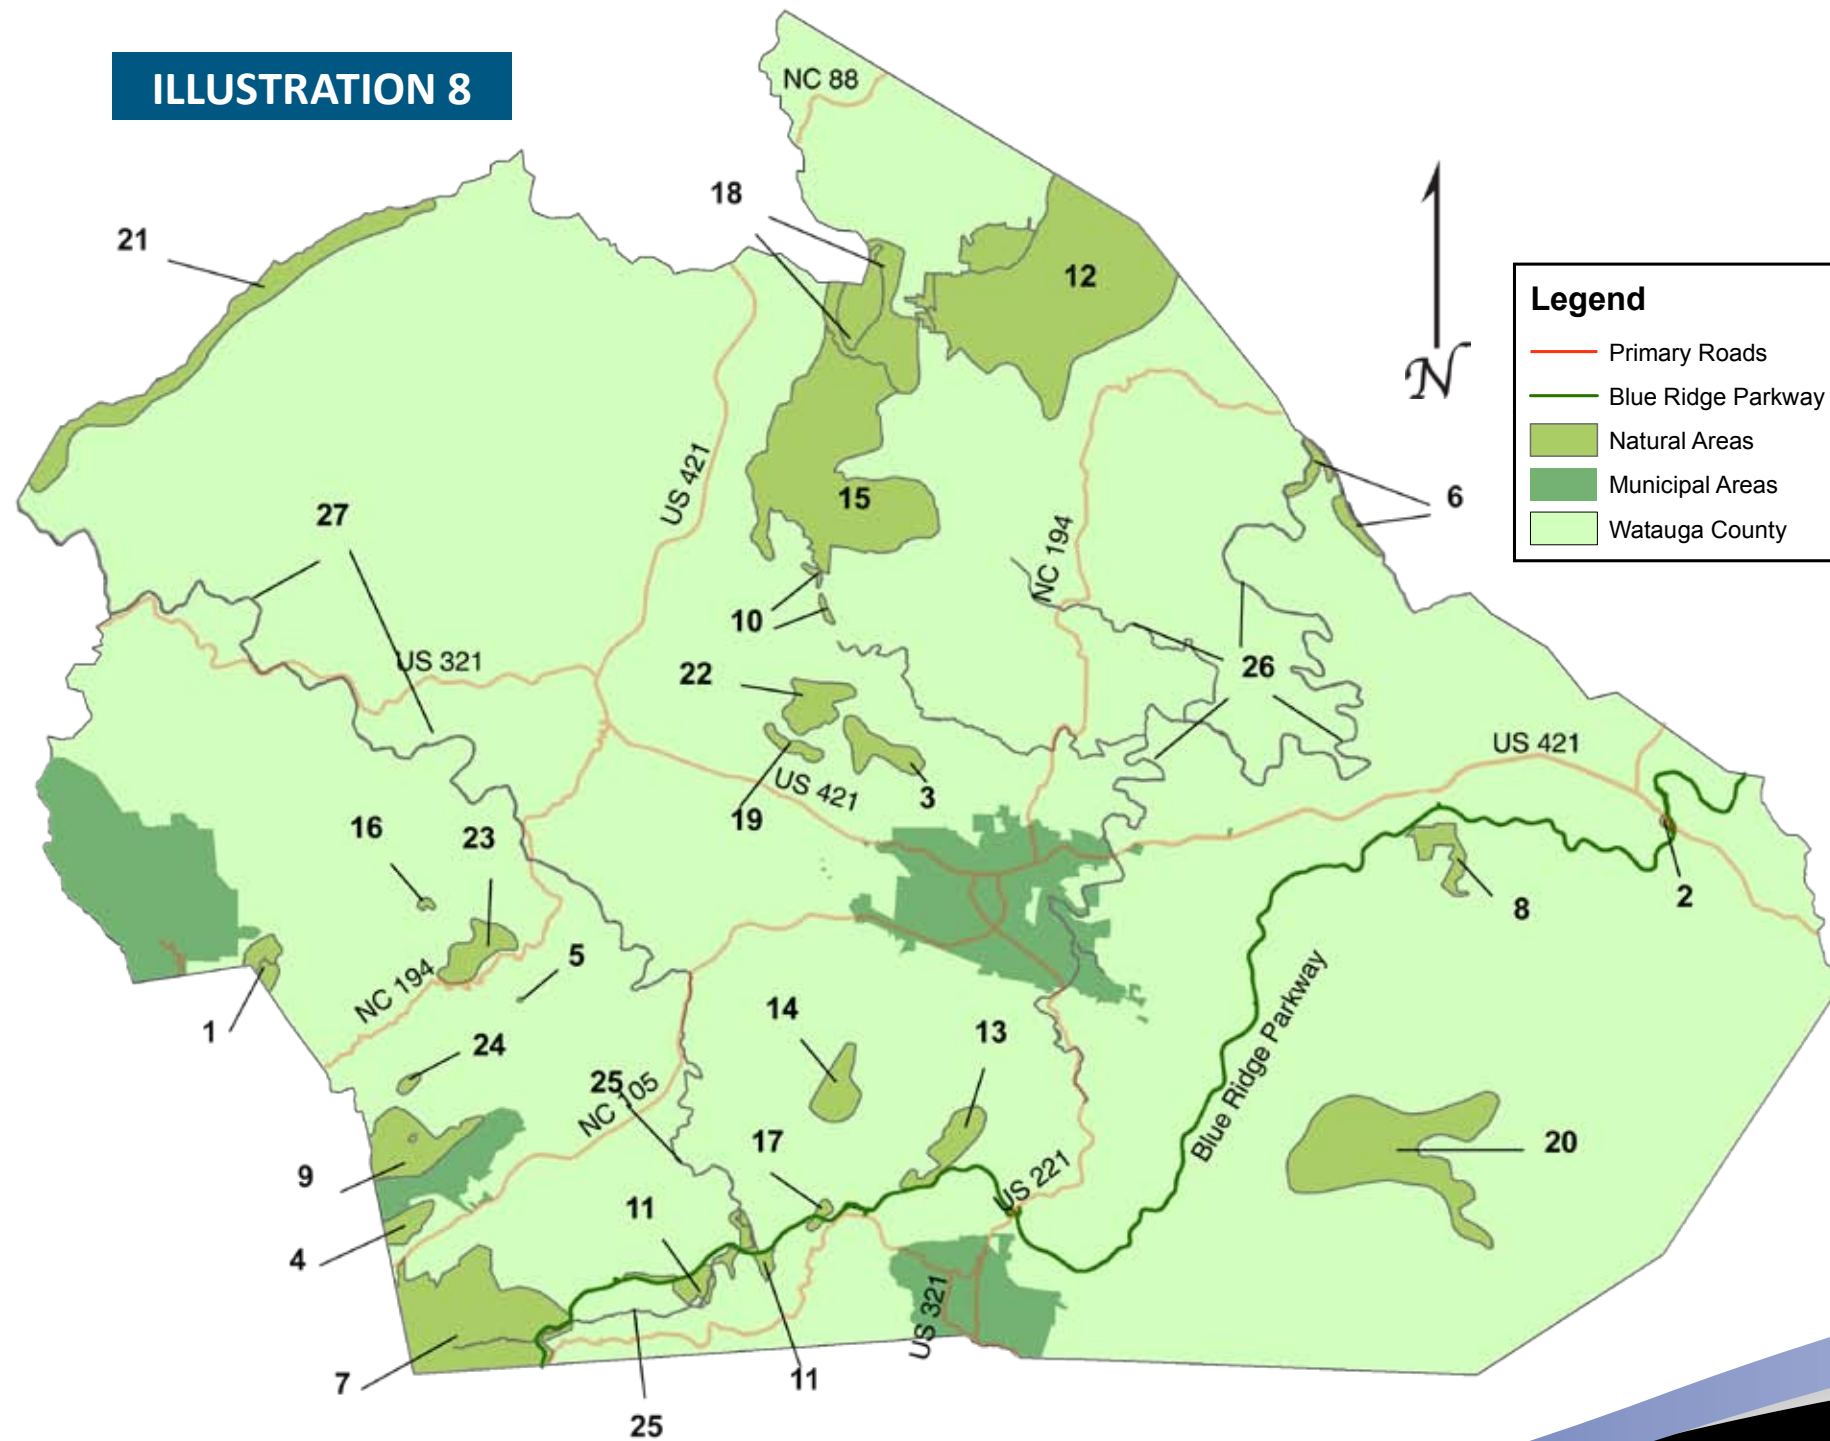 ILLUSTRATION 8
NC 88
18
21
12
N
Legend
Primary Roads
Blue Ridge Parkway
Natural Areas
Municipal Areas
Watauga County
27
US 421
15
6
NC 194
10
US 321
22
26
US 421
US 421
3
19
16
23
8
2
5
NC 194
1
14
13
24
25
NC 105
Blue Ridge Parkway
17
9
20
US 221
11
4
US 321
7
11
25